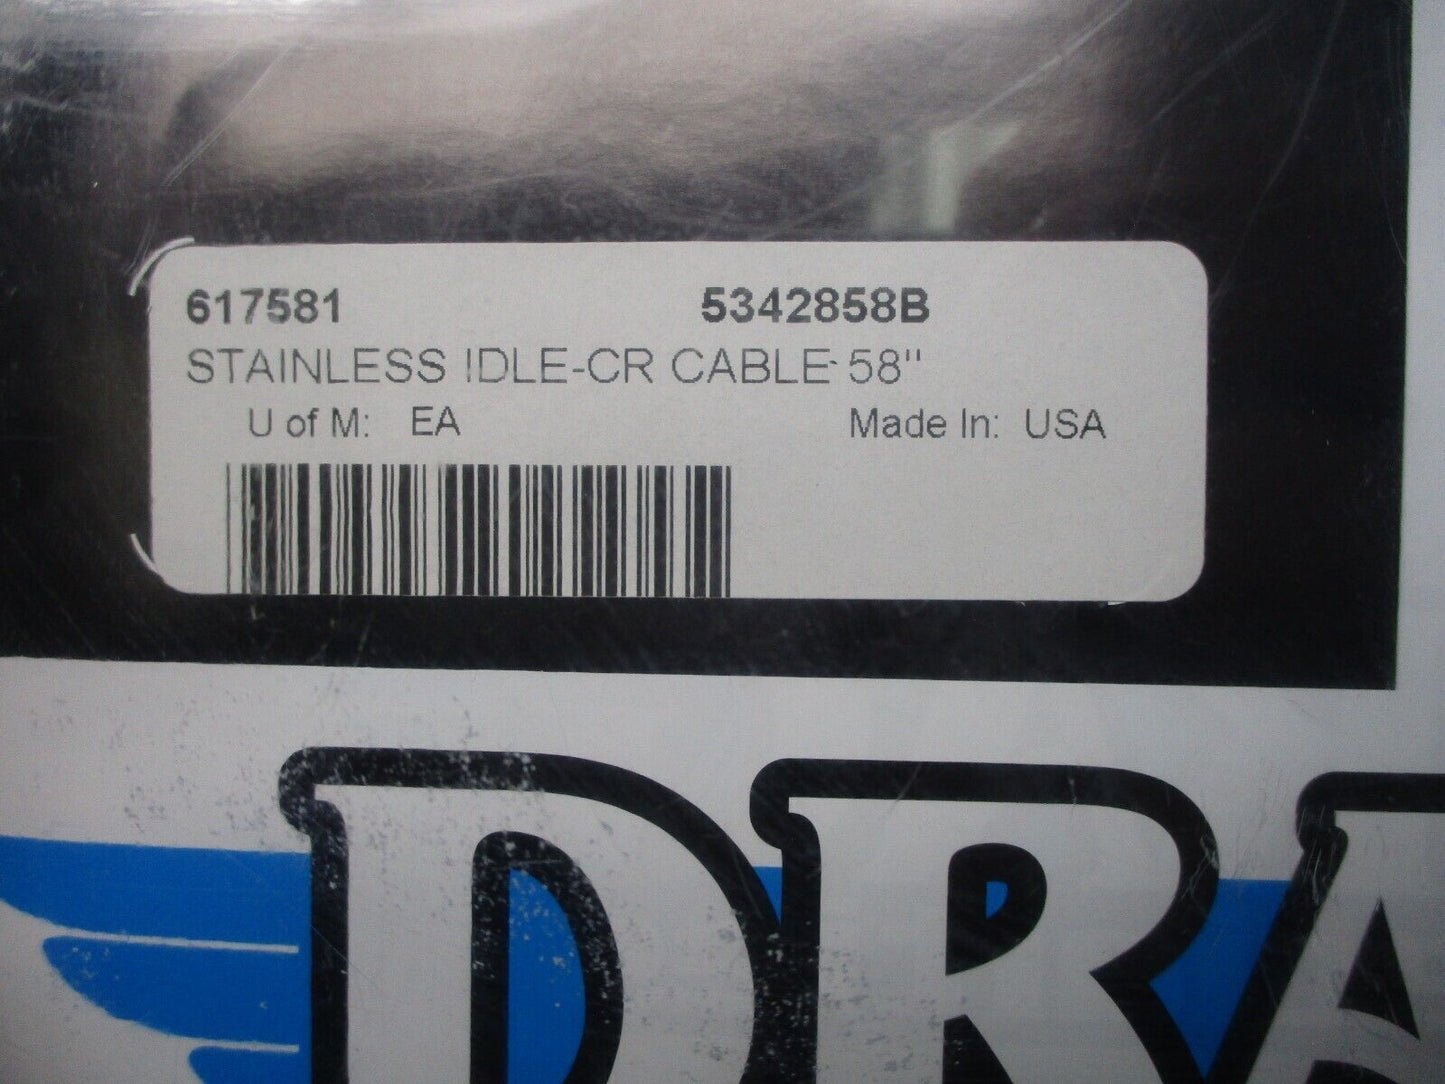 617581 5342858B
STAINLESS IDLE-CR CABLE-58"
U of M: EA Made In: USA
DRA